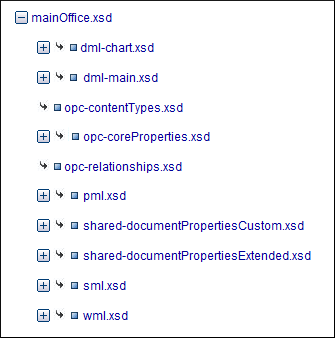 mainOffice.xsd
dml-chart.xsd
dml-main.xsd
opc-contentTypes.xsd
opc-coreProperties.xsd
opc-relationships.xsd
pml.xsd
shared-documentPropertiesCustom.xsd
shared-documentPropertiesExtended.xsd
sml.xsd
wml.xsd